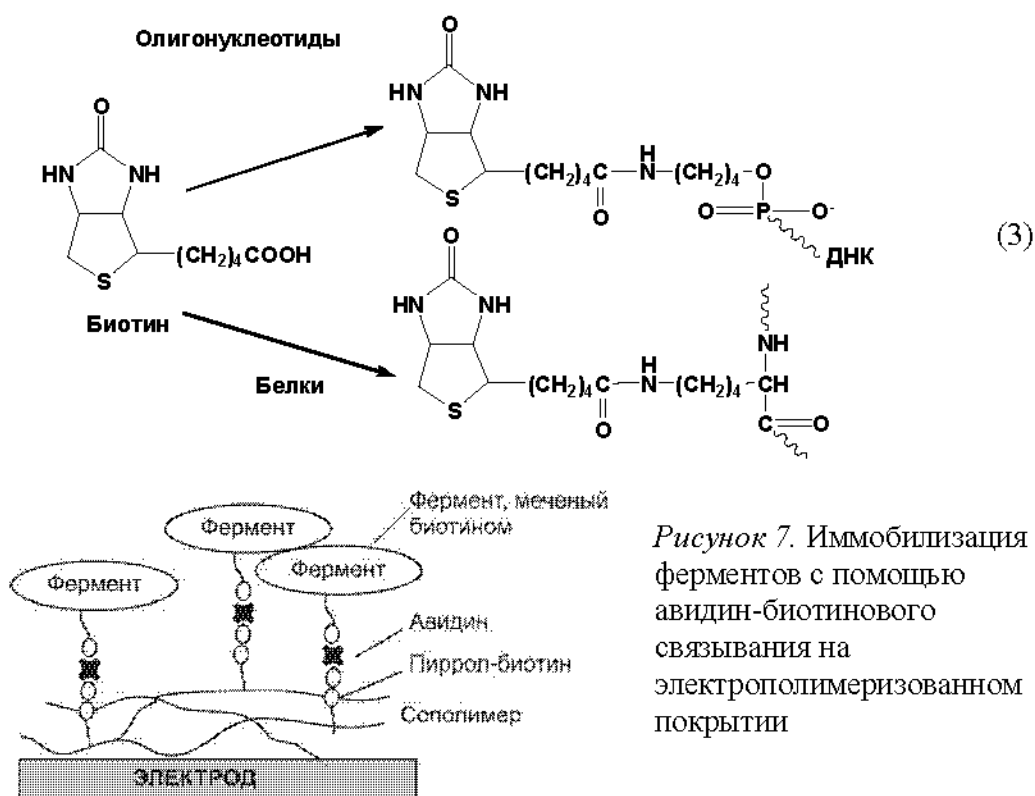 Олигонуклеотиды
O
HN NH
S
(CH₂)₄COOH
Биотин
O
HN NH
S
(CH₂)₄C
O
H
N
(CH₂)₄
O
O=P—O⁻
ДНК
(3)
Белки
O
HN NH
S
(CH₂)₄C
O
H
N
(CH₂)₄
CH
NH
C=O
Фермент, меченый
биотином
Фермент
Фермент
Фермент
Авидин
Пиррол-биотин
Сополимер
ЭЛЕКТРОД
Рисунок 7. Иммобилизация
ферментов с помощью
авидин-биотинового
связывания на
электрополимеризованном
покрытии